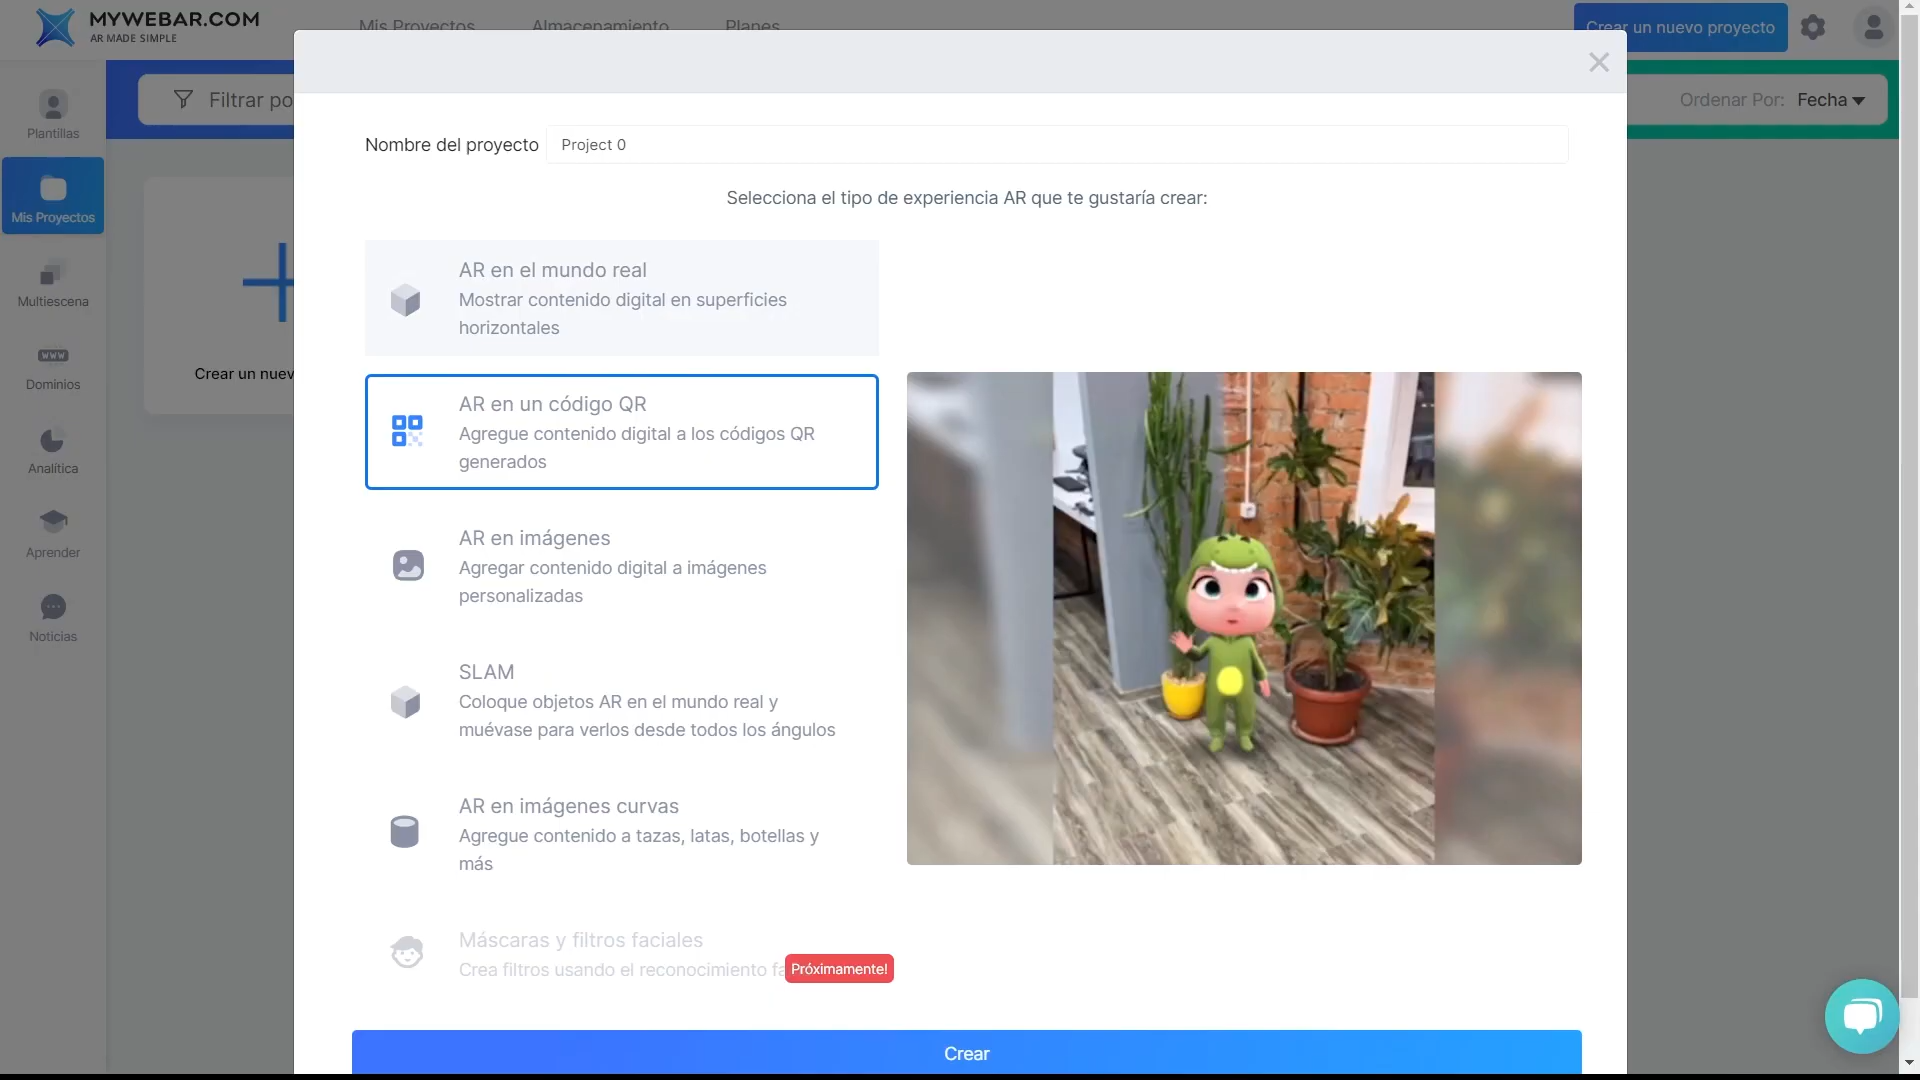 MYWEBAR.COM
AR MADE SIMPLE
Mis Proyectos
Almacenamiento
Planes
Crear un nuevo proyecto
Filtrar po
Ordenar Por: Fecha
Plantillas
Mis Proyectos
Multiescena
WWW
Dominios
Analítica
Aprender
Noticias
Crear un nuev
Nombre del proyecto
Project 0
Selecciona el tipo de experiencia AR que te gustaría crear:
AR en el mundo real
Mostrar contenido digital en superficies
horizontales
AR en un código QR
Agregue contenido digital a los códigos QR
generados
AR en imágenes
Agregar contenido digital a imágenes
personalizadas
SLAM
Coloque objetos AR en el mundo real y
muévase para verlos desde todos los ángulos
AR en imágenes curvas
Agregue contenido a tazas, latas, botellas y
más
Máscaras y filtros faciales
Crea filtros usando el reconocimiento fa
Próximamente!
Crear